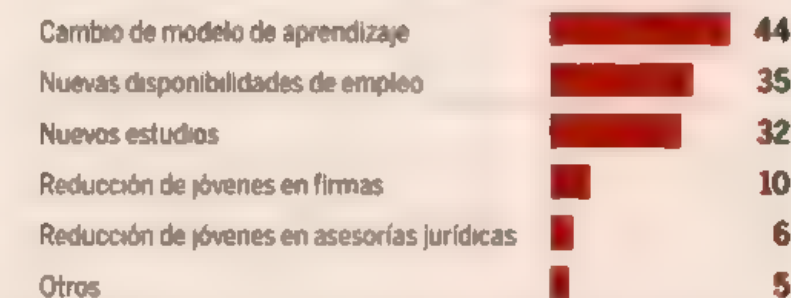 Cambio de modelo de aprendizaje 44
Nuevas disponibilidades de empleo 35
Nuevos estudios 32
Reducción de jóvenes en firmas 10
Reducción de jóvenes en asesorías jurídicas 6
Otros 5